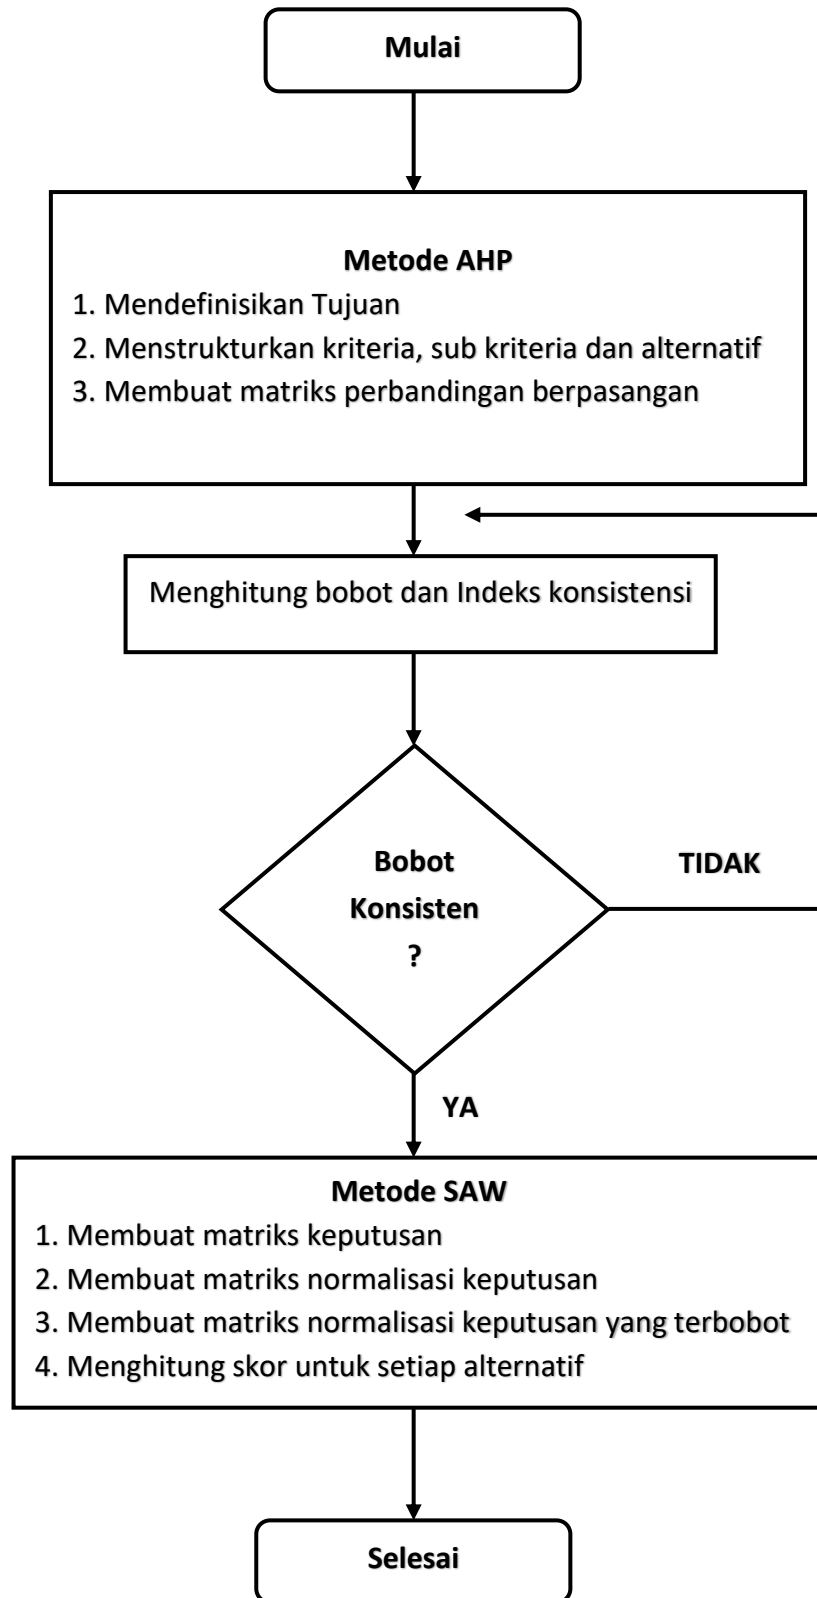 Mulai
Metode AHP
1. Mendefinisikan Tujuan
2. Menstrukturkan kriteria, sub kriteria dan alternatif
3. Membuat matriks perbandingan berpasangan
Menghitung bobot dan Indeks konsistensi
Bobot
Konsisten
?
TIDAK
YA
Metode SAW
1. Membuat matriks keputusan
2. Membuat matriks normalisasi keputusan
3. Membuat matriks normalisasi keputusan yang terbobot
4. Menghitung skor untuk setiap alternatif
Selesai